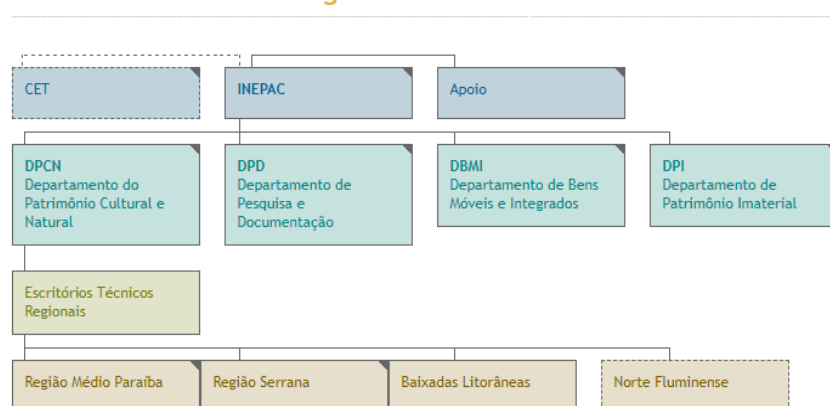 CET
INEPAC
Apoio
DPCN
Departamento do
Patrimônio Cultural e
Natural
DPD
Departamento de
Pesquisa e
Documentação
DBMI
Departamento de Bens
Móveis e Integrados
DPI
Departamento de
Patrimônio Imaterial
Escritórios Técnicos
Regionais
Região Médio Paraíba
Região Serrana
Baixadas Litorâneas
Norte Fluminense